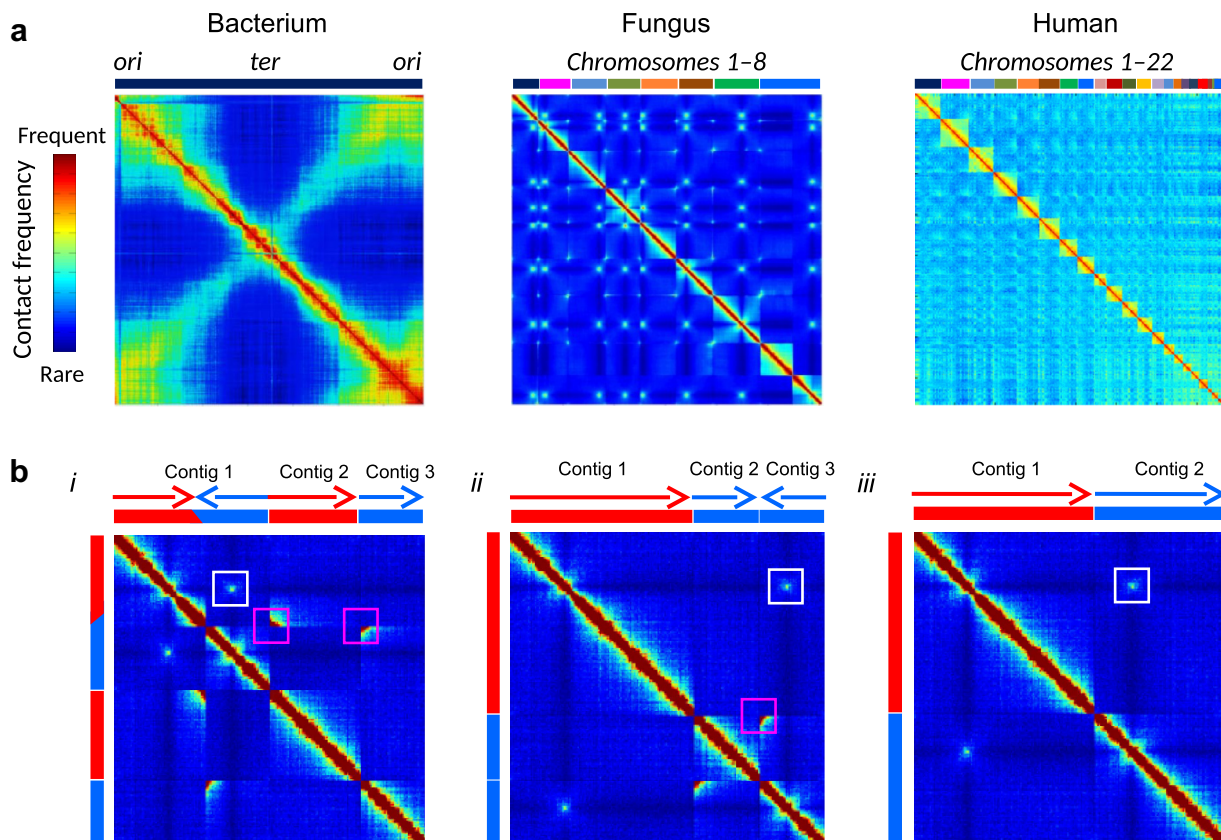 a
Bacterium
Fungus
Human
ori
ter
ori
Chromosomes 1–8
Chromosomes 1–22
Frequent
Contact frequency
Rare
b
i
Contig 1
Contig 2
Contig 3
ii
Contig 1
Contig 2
Contig 3
iii
Contig 1
Contig 2